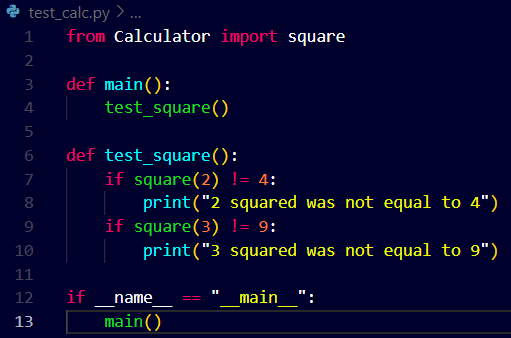 test_calc.py > ...
1 from Calculator import square
2
3 def main():
4     test_square()
5
6 def test_square():
7     if square(2) != 4:
8         print("2 squared was not equal to 4")
9     if square(3) != 9:
10         print("3 squared was not equal to 9")
11
12 if __name__ == "__main__":
13     main()